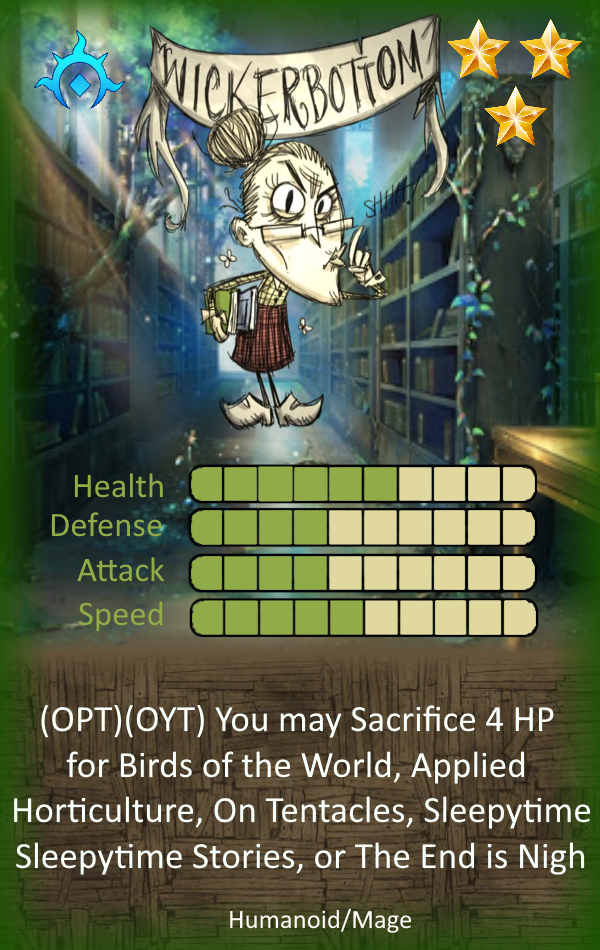 WICKERBOTTOM
SHHH!
Health
Defense
Attack
Speed
(OPT)(OYT) You may Sacrifice 4 HP
for Birds of the World, Applied
Horticulture, On Tentacles, Sleepytime
Sleepytime Stories, or The End is Nigh
Humanoid/Mage